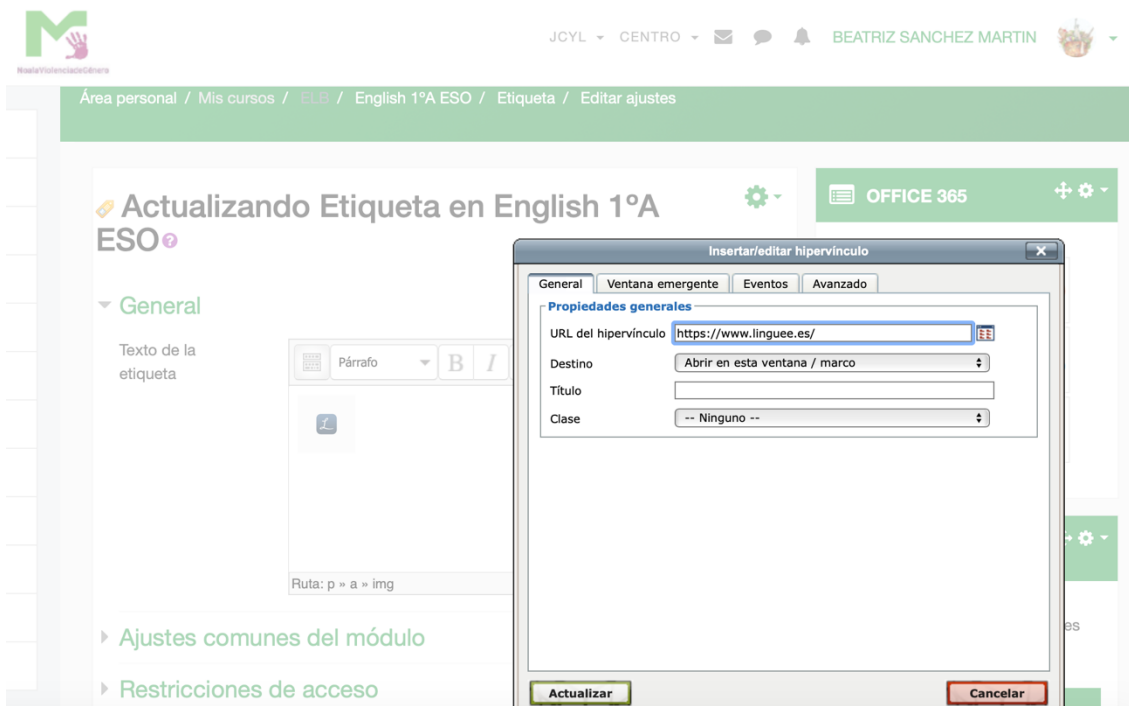 NoalaViolenciadeGénero
JCYL CENTRO BEATRIZ SANCHEZ MARTIN
Área personal / Mis cursos / ELB / English 1ºA ESO / Etiqueta / Editar ajustes
Actualizando Etiqueta en English 1ºA
ESO
OFFICE 365
General
Texto de la
etiqueta
Párrafo B I
Ruta: p » a » img
Ajustes comunes del módulo
Restricciones de acceso
Insertar/editar hipervínculo
General Ventana emergente Eventos Avanzado
Propiedades generales
URL del hipervínculo https://www.linguee.es/
Destino Abrir en esta ventana / marco
Título
Clase -- Ninguno --
Actualizar Cancelar
es